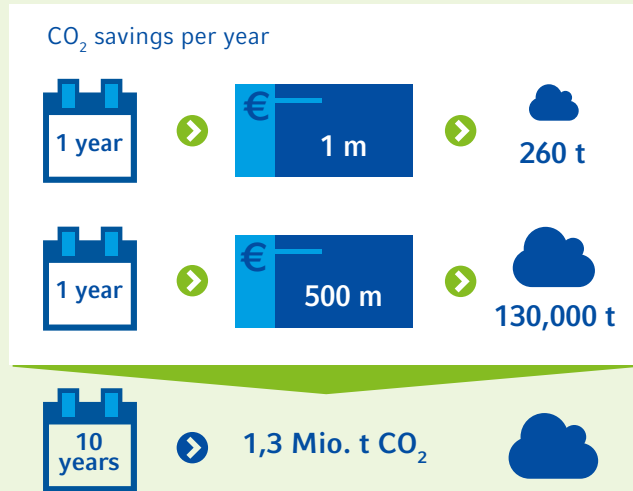 CO₂ savings per year
1 year
€
1 m
260 t
1 year
€
500 m
130,000 t
10
years
1,3 Mio. t CO₂